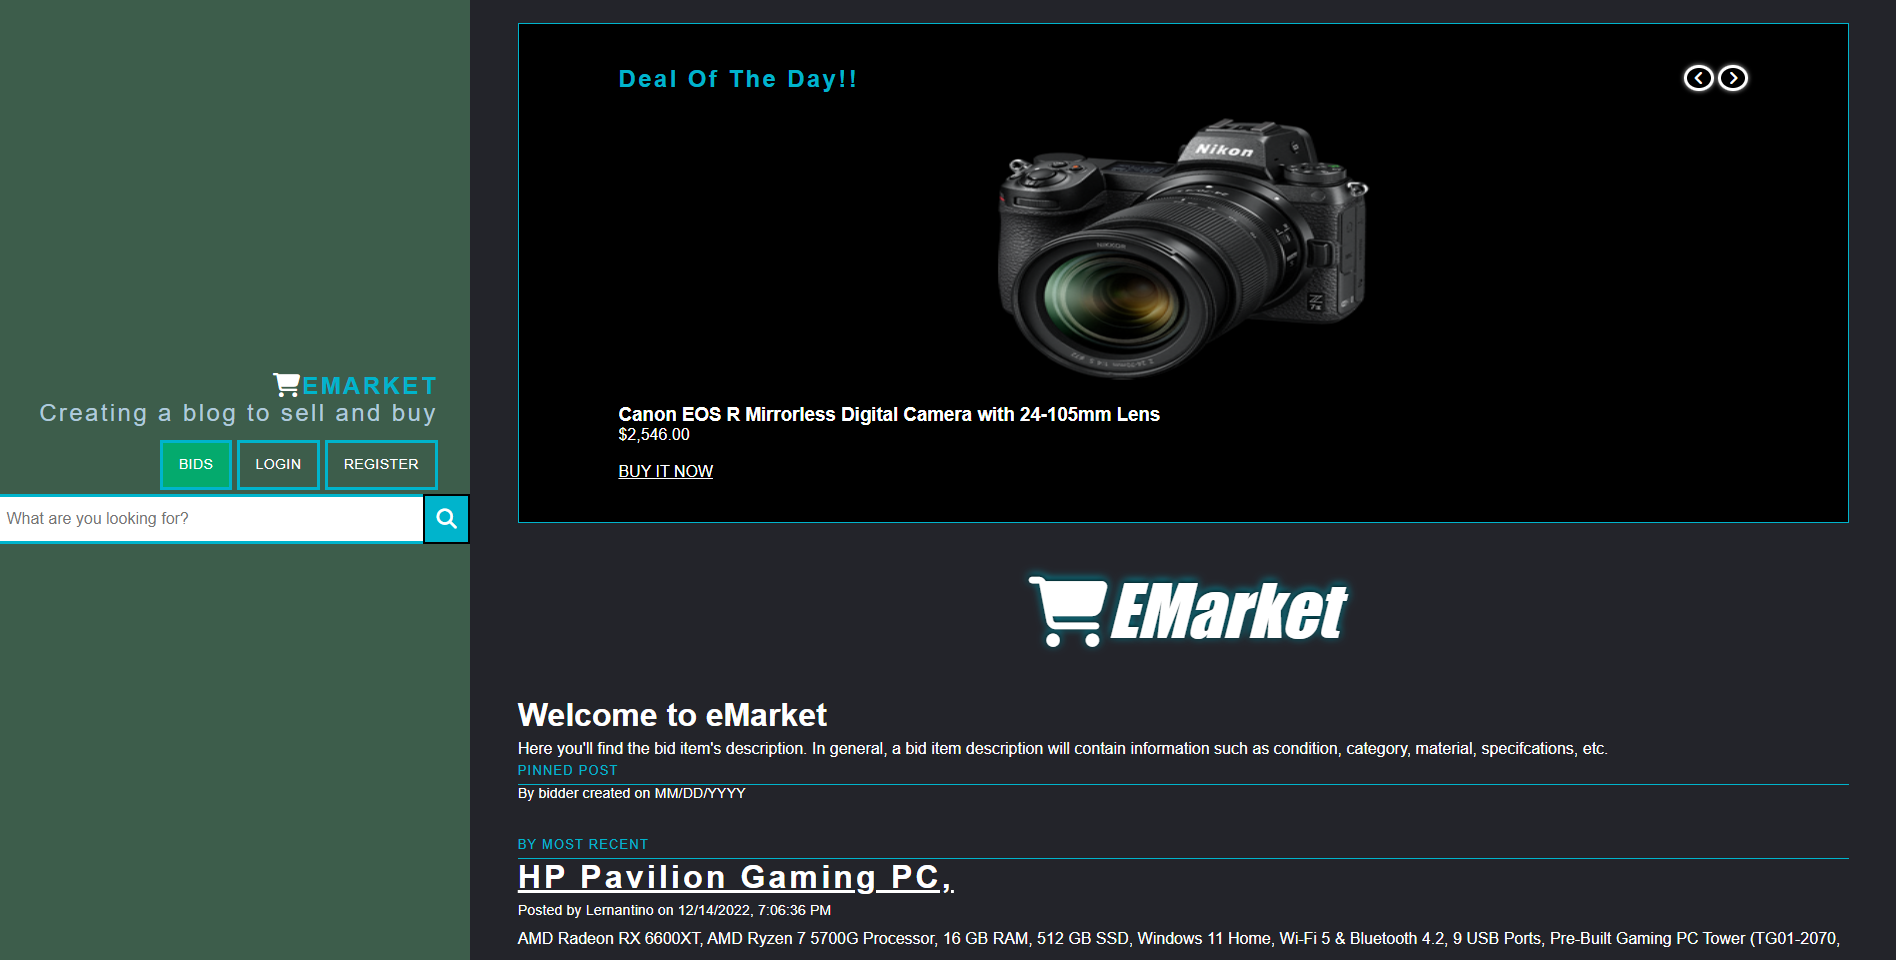 EMARKET
Creating a blog to sell and buy
BIDS
LOGIN
REGISTER
What are you looking for?
Deal Of The Day!!
Nikon
NIKKOR
Canon EOS R Mirrorless Digital Camera with 24-105mm Lens
$2,546.00
BUY IT NOW
EMarket
Welcome to eMarket
Here you'll find the bid item's description. In general, a bid item description will contain information such as condition, category, material, specifcations, etc.
PINNED POST
By bidder created on MM/DD/YYYY
BY MOST RECENT
HP Pavilion Gaming PC,
Posted by Lernantino on 12/14/2022, 7:06:36 PM
AMD Radeon RX 6600XT, AMD Ryzen 7 5700G Processor, 16 GB RAM, 512 GB SSD, Windows 11 Home, Wi-Fi 5 & Bluetooth 4.2, 9 USB Ports, Pre-Built Gaming PC Tower (TG01-2070,